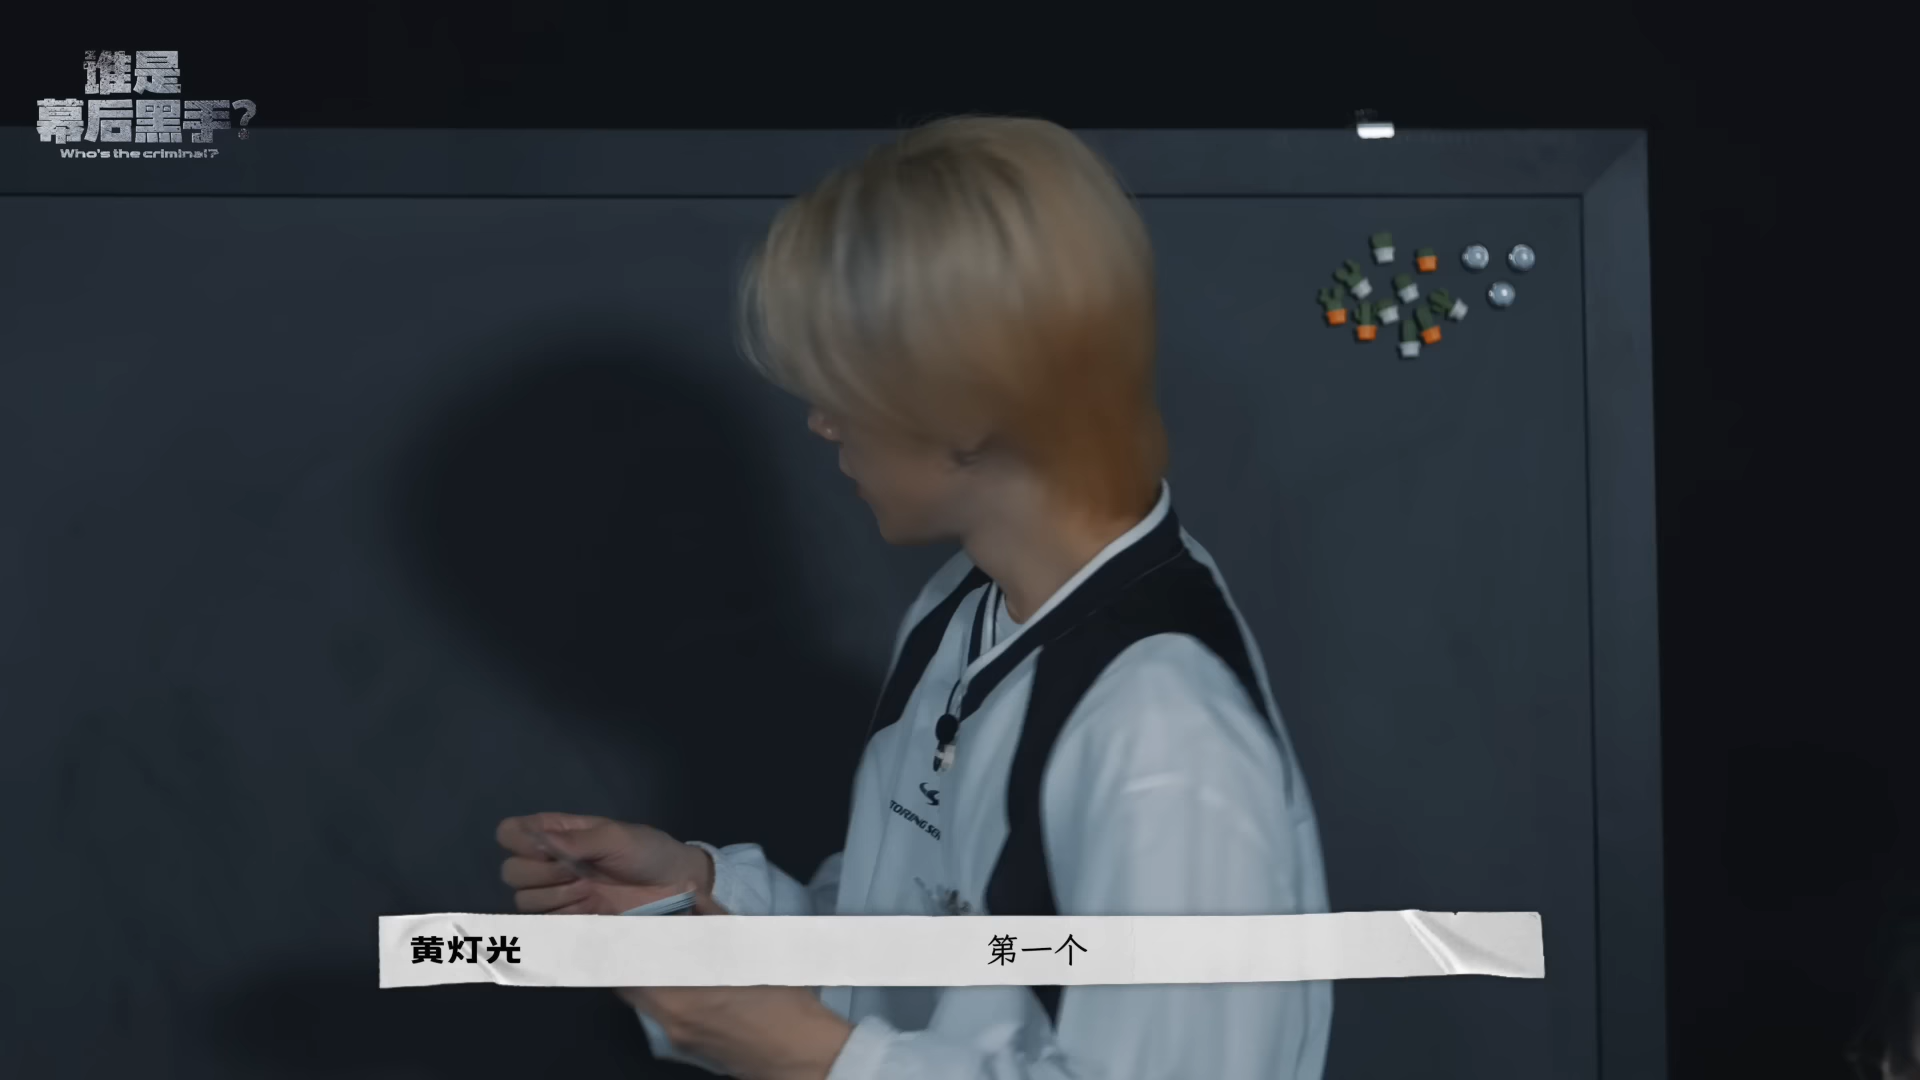 谁是
幕后黑手?
Who's the criminal?
黄灯光 第一个